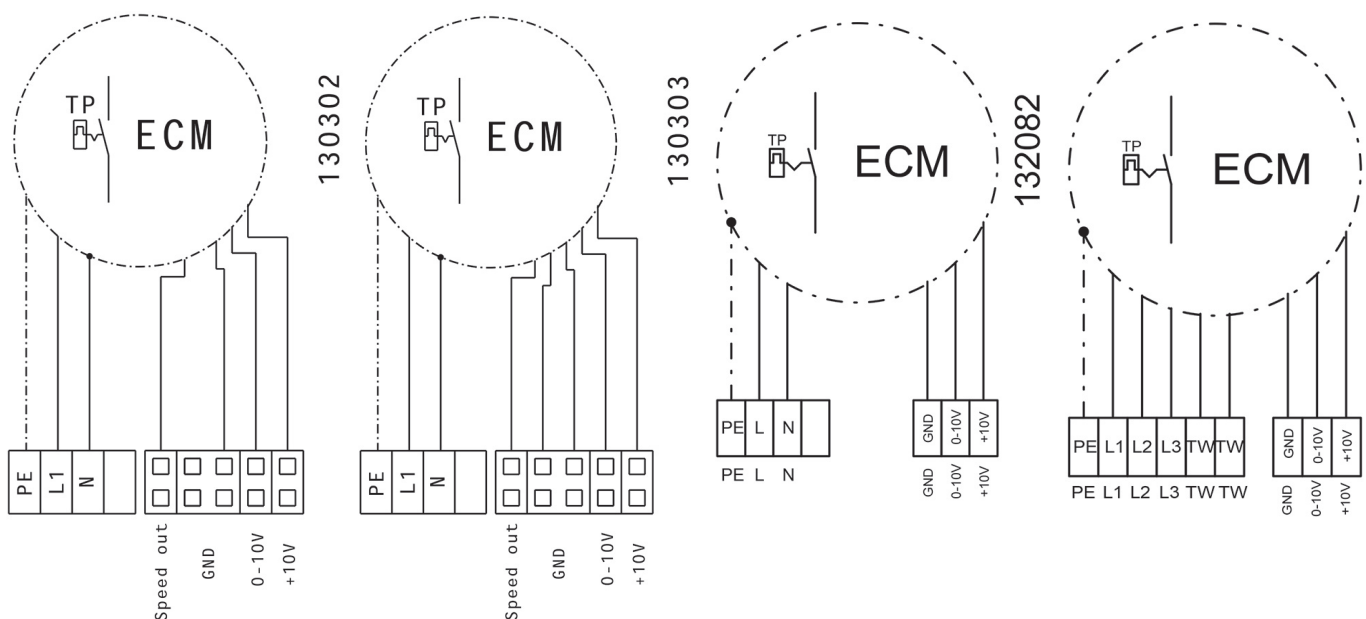 TP
ECM
PE
L1
N
Speed out
GND
0-10V
+10V
130302
TP
ECM
PE
L1
N
Speed out
GND
0-10V
+10V
130303
TP
ECM
PE L N
GND 0-10V +10V
PE L N
GND 0-10V +10V
132082
TP
ECM
PE L1 L2 L3 TW TW
GND 0-10V +10V
PE L1 L2 L3 TW TW
GND 0-10V +10V